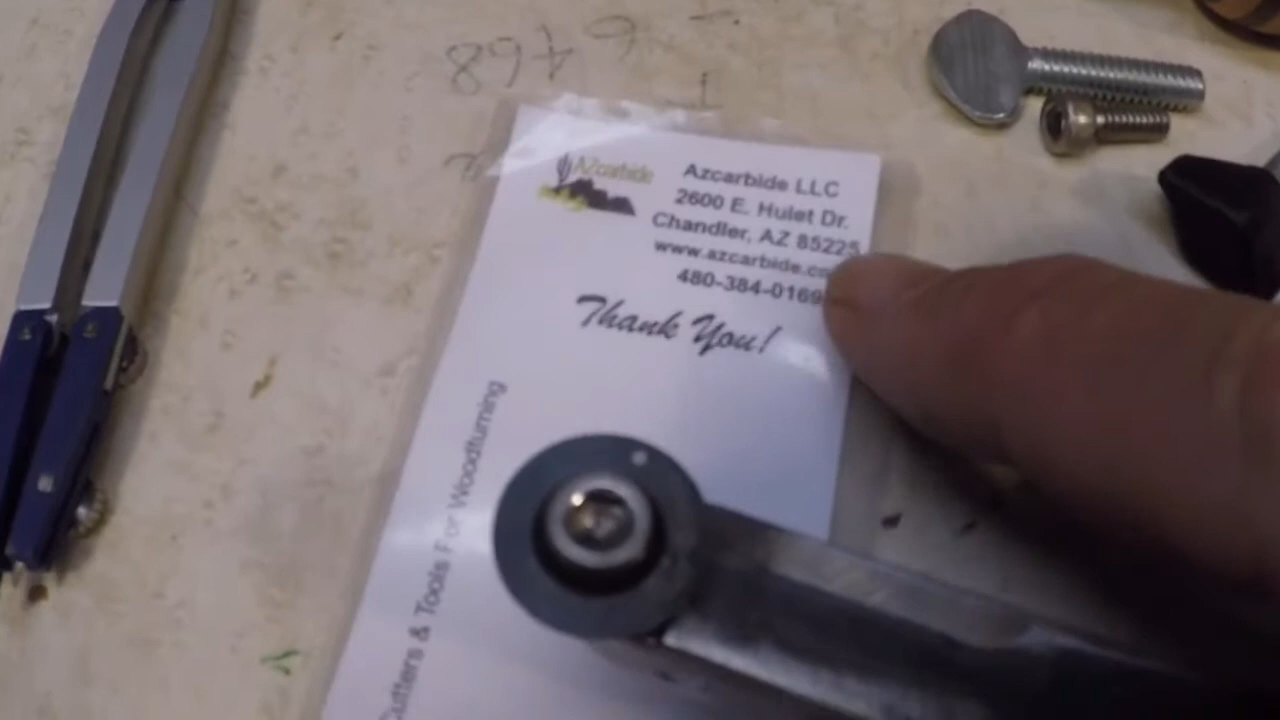 AZcarbide
Azcarbide LLC
2600 E. Hulet Dr.
Chandler, AZ 85225
www.azcarbide.co
480-384-0169
Thank You!
Cutters & Tools For Woodturning